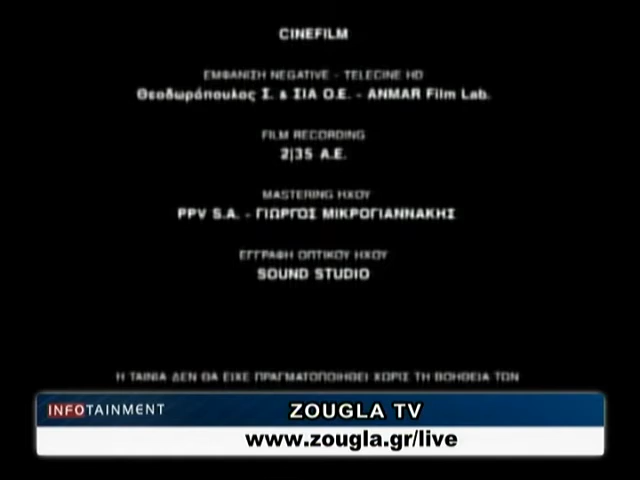 CINEFILM
ΕΜΦΑΝΙΣΗ NEGATIVE - TELECINE HD
Θεοδωρόπουλος Σ. & ΣΙΑ Ο.Ε. - ANMAR Film Lab.
FILM RECORDING
2|35 A.E.
MASTERING ΗΧΟΥ
PPV S.A. - ΓΙΩΡΓΟΣ ΜΙΚΡΟΓΙΑΝΝΑΚΗΣ
ΕΓΓΡΑΦΗ ΟΠΤΙΚΟΥ ΗΧΟΥ
SOUND STUDIO
Η ΤΑΙΝΙΑ ΔΕΝ ΘΑ ΕΙΧΕ ΠΡΑΓΜΑΤΟΠΟΙΗΘΕΙ ΧΩΡΙΣ ΤΗ ΒΟΗΘΕΙΑ ΤΩΝ
INFOTAINMENT
ZOUGLA TV
www.zougla.gr/live